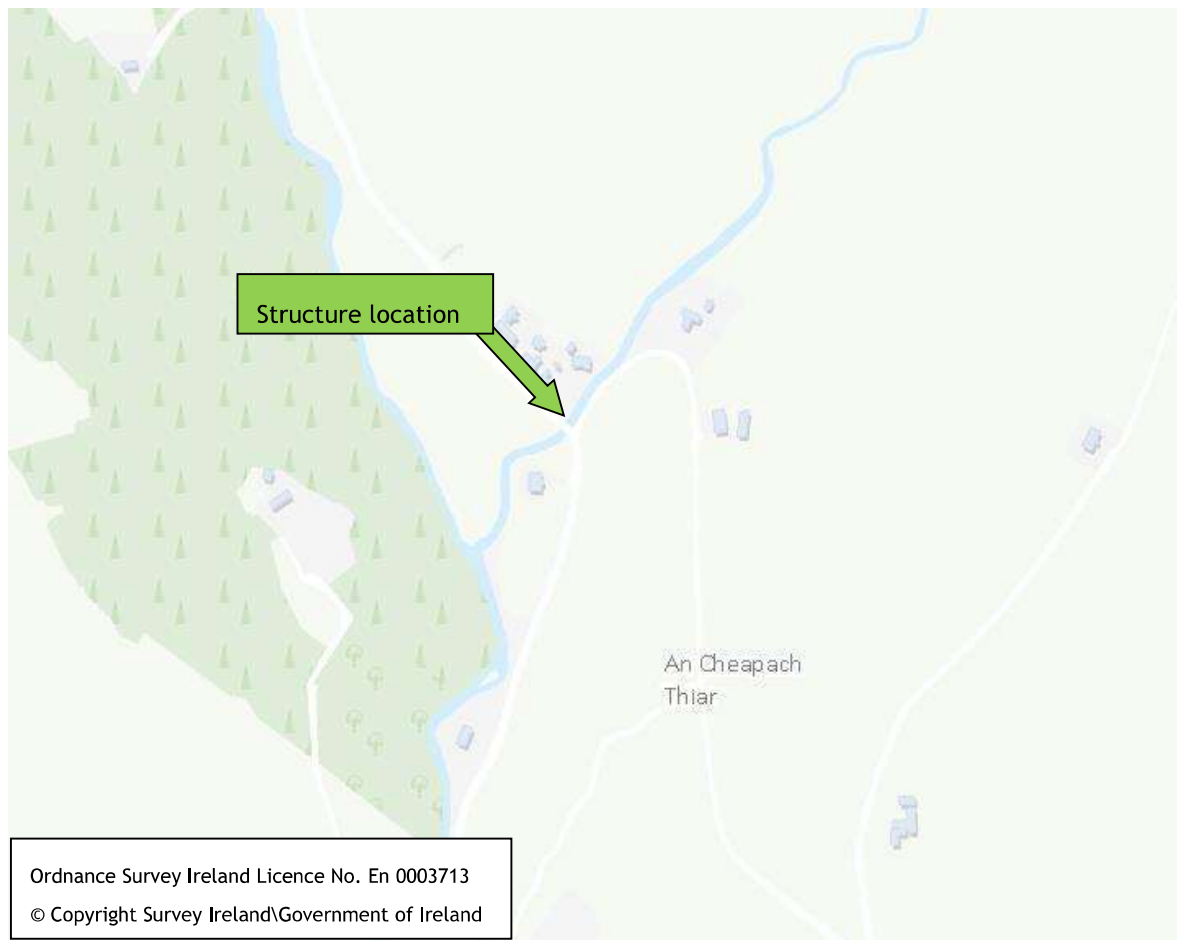 Structure location
An Cheapach
Thiar
Ordnance Survey Ireland Licence No. En 0003713
© Copyright Survey Ireland\Government of Ireland